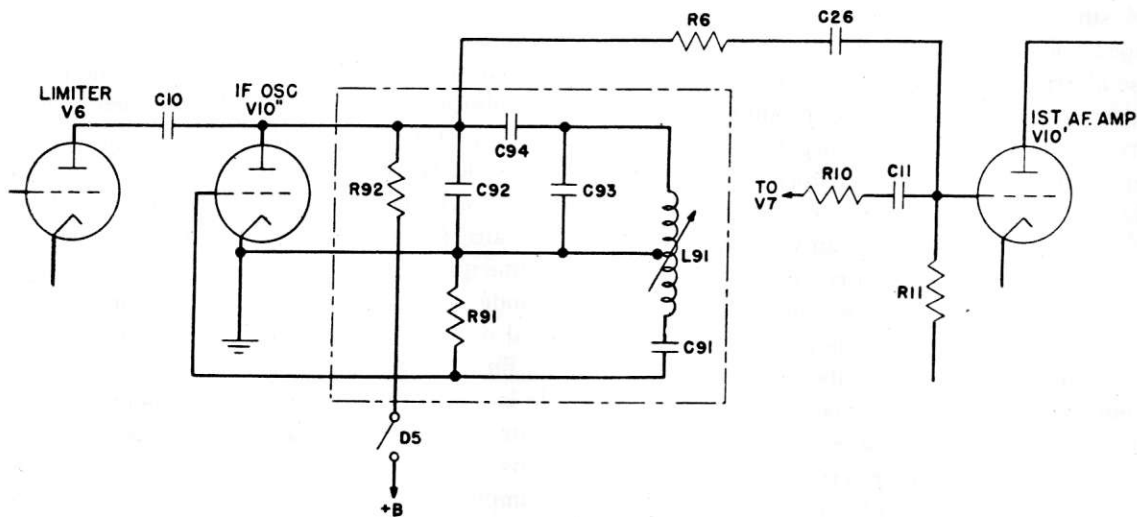 R6
C26
LIMITER
V6
C10
IF OSC
V10"
1ST AF. AMP
V10'
C94
R92
C92
C93
R10
C11
TO
V7
L91
R91
R11
C91
D5
+B